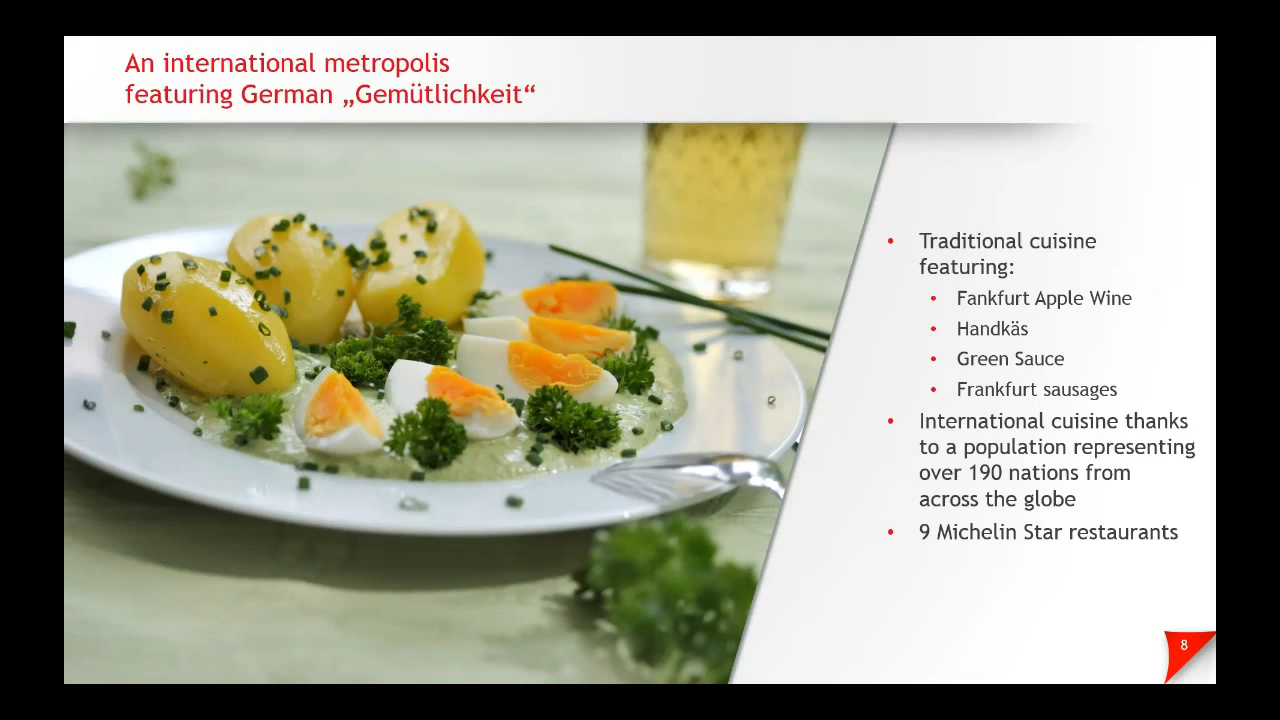 An international metropolis
featuring German „Gemütlichkeit“
• Traditional cuisine
featuring:
• Fankfurt Apple Wine
• Handkäs
• Green Sauce
• Frankfurt sausages
• International cuisine thanks
to a population representing
over 190 nations from
across the globe
• 9 Michelin Star restaurants
8